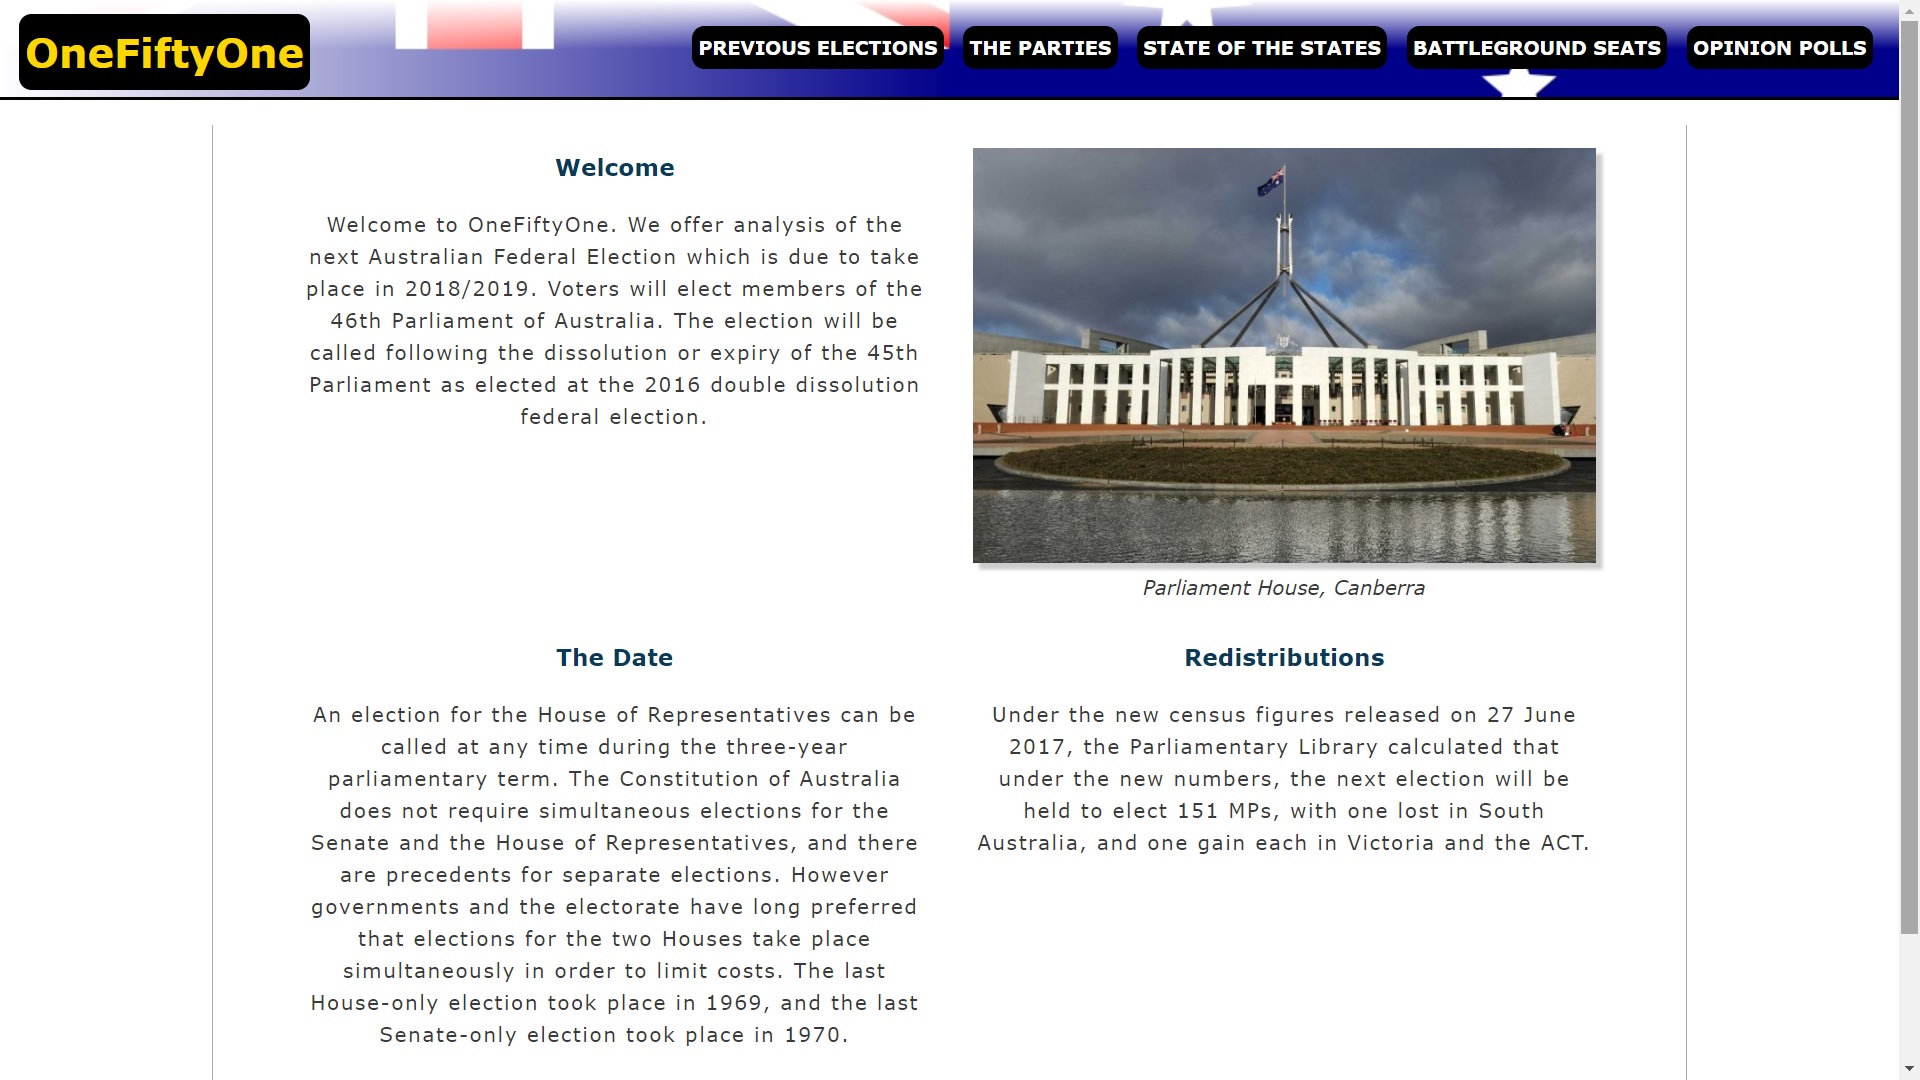 OneFiftyOne
PREVIOUS ELECTIONS
THE PARTIES
STATE OF THE STATES
BATTLEGROUND SEATS
OPINION POLLS
Welcome
Welcome to OneFiftyOne. We offer analysis of the
next Australian Federal Election which is due to take
place in 2018/2019. Voters will elect members of the
46th Parliament of Australia. The election will be
called following the dissolution or expiry of the 45th
Parliament as elected at the 2016 double dissolution
federal election.
Parliament House, Canberra
The Date
An election for the House of Representatives can be
called at any time during the three-year
parliamentary term. The Constitution of Australia
does not require simultaneous elections for the
Senate and the House of Representatives, and there
are precedents for separate elections. However
governments and the electorate have long preferred
that elections for the two Houses take place
simultaneously in order to limit costs. The last
House-only election took place in 1969, and the last
Senate-only election took place in 1970.
Redistributions
Under the new census figures released on 27 June
2017, the Parliamentary Library calculated that
under the new numbers, the next election will be
held to elect 151 MPs, with one lost in South
Australia, and one gain each in Victoria and the ACT.